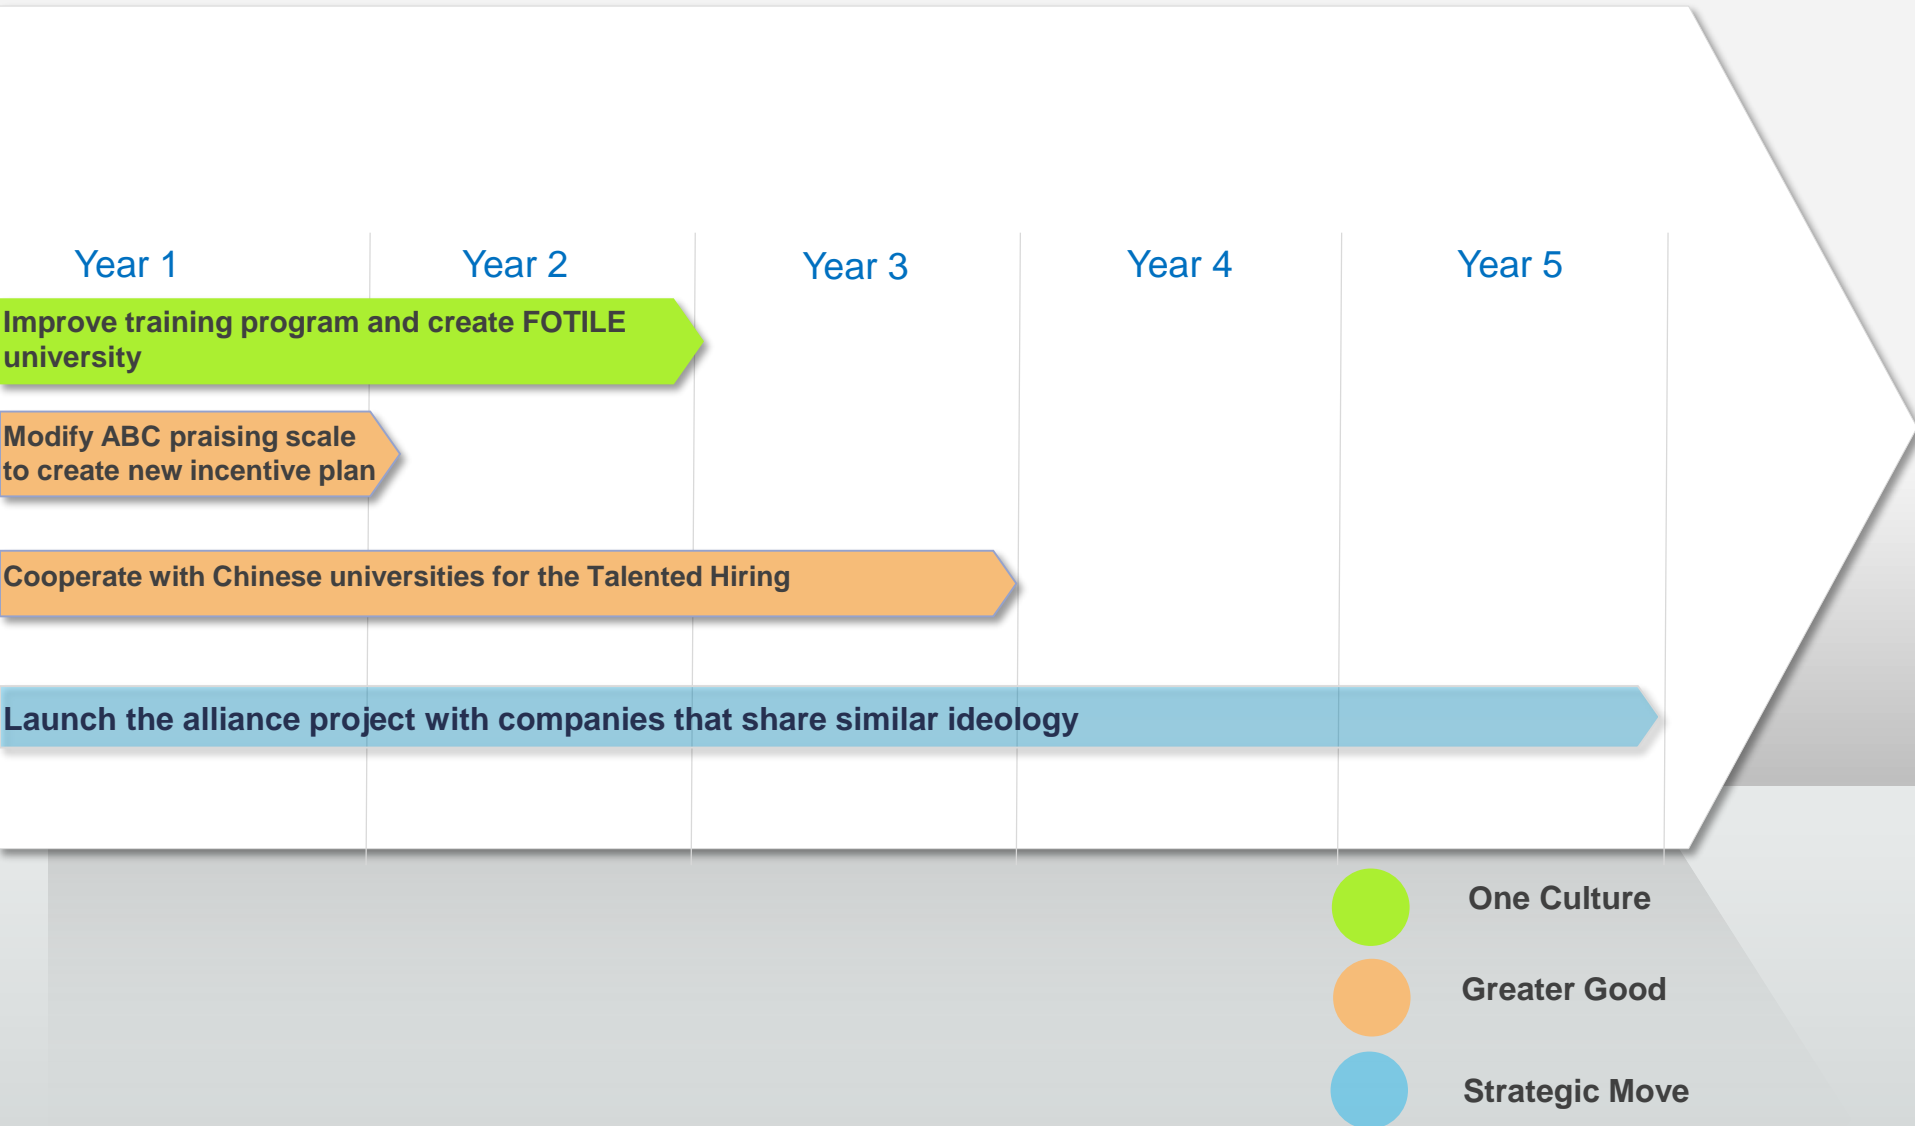 Year 1 Year 2 Year 3 Year 4 Year 5
Improve training program and create FOTILE
university
Modify ABC praising scale
to create new incentive plan
Cooperate with Chinese universities for the Talented Hiring
Launch the alliance project with companies that share similar ideology
One Culture
Greater Good
Strategic Move